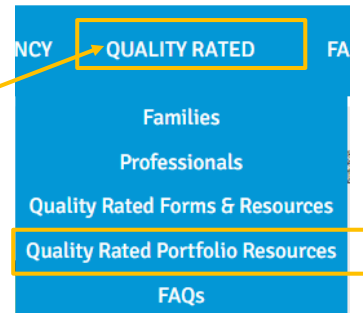 NCY QUALITY RATED FA
Families
Professionals
Quality Rated Forms & Resources
Quality Rated Portfolio Resources
FAQs